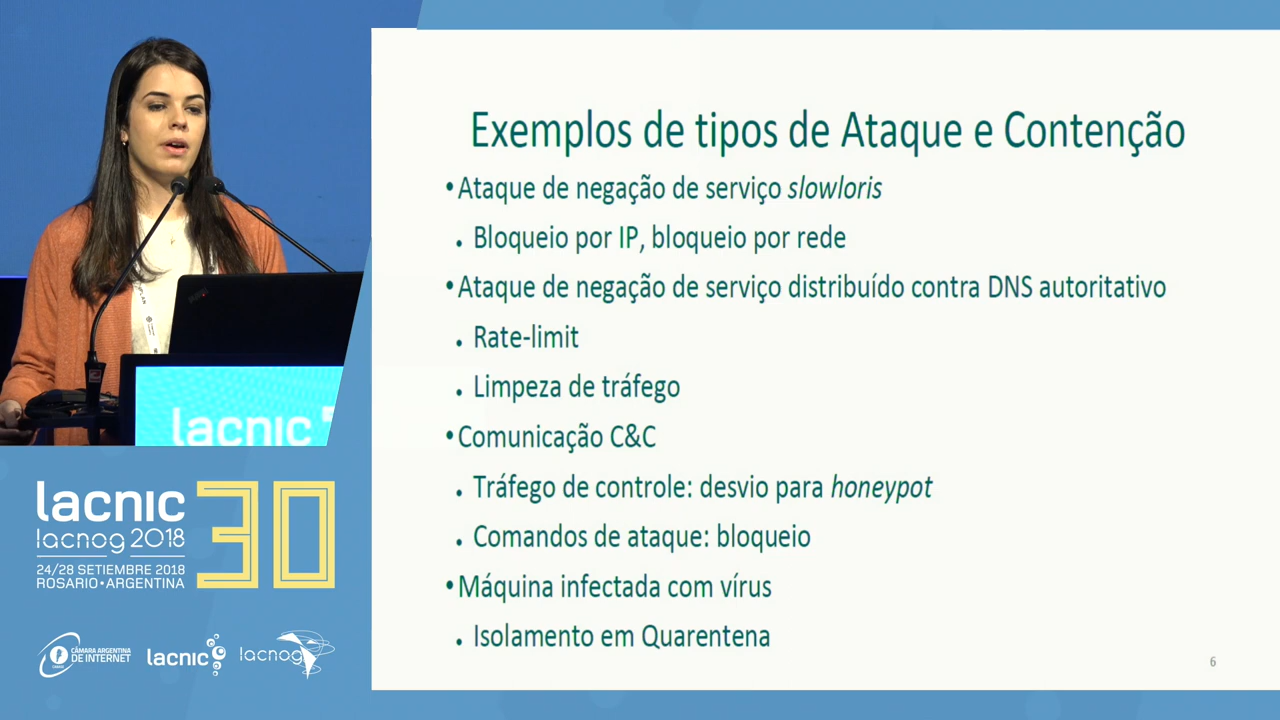 Exemplos de tipos de Ataque e Contenção
•Ataque de negação de serviço slowloris
• Bloqueio por IP, bloqueio por rede
•Ataque de negação de serviço distribuído contra DNS autoritativo
• Rate-limit
• Limpeza de tráfego
•Comunicação C&C
• Tráfego de controle: desvio para honeypot
• Comandos de ataque: bloqueio
•Máquina infectada com vírus
• Isolamento em Quarentena
6
lacnic
lacnic 30
lacnog 2018
24/28 SETIEMBRE 2018
ROSARIO•ARGENTINA
CÁMARA ARGENTINA
DE INTERNET
lacnic
lacnog